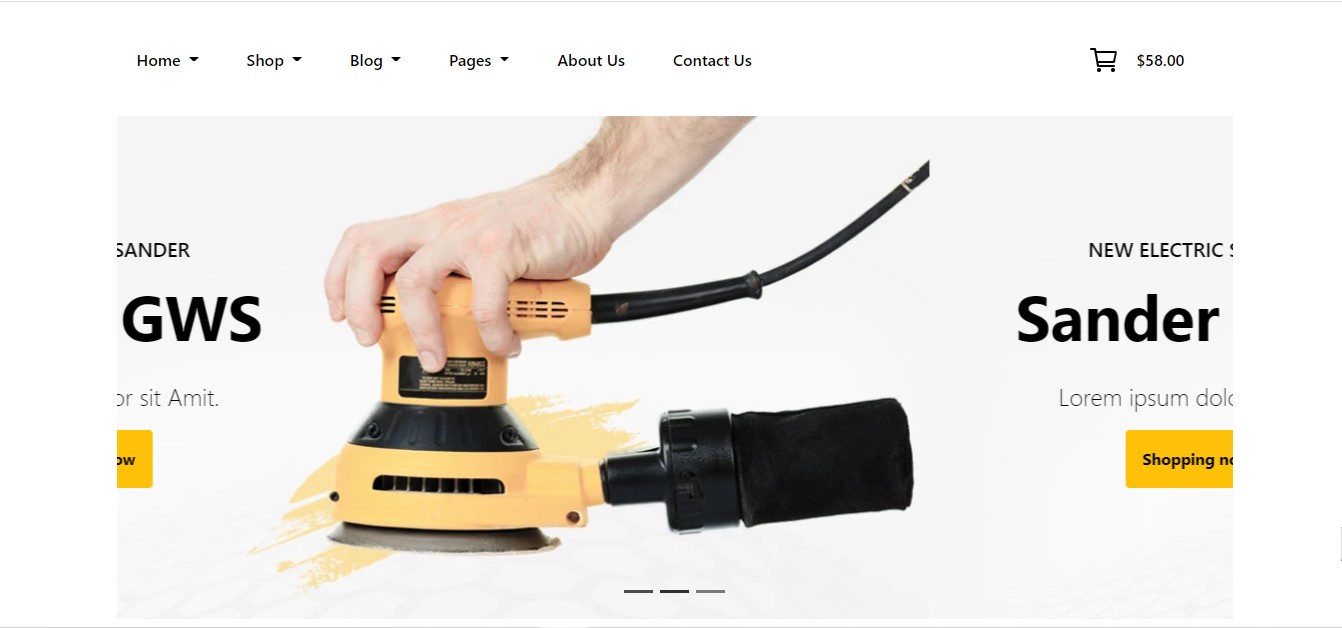 Home Shop Blog Pages About Us Contact Us $58.00
SANDER
GWS
or sit Amit.
ow
NEW ELECTRIC S
Sander
Lorem ipsum dolo
Shopping no